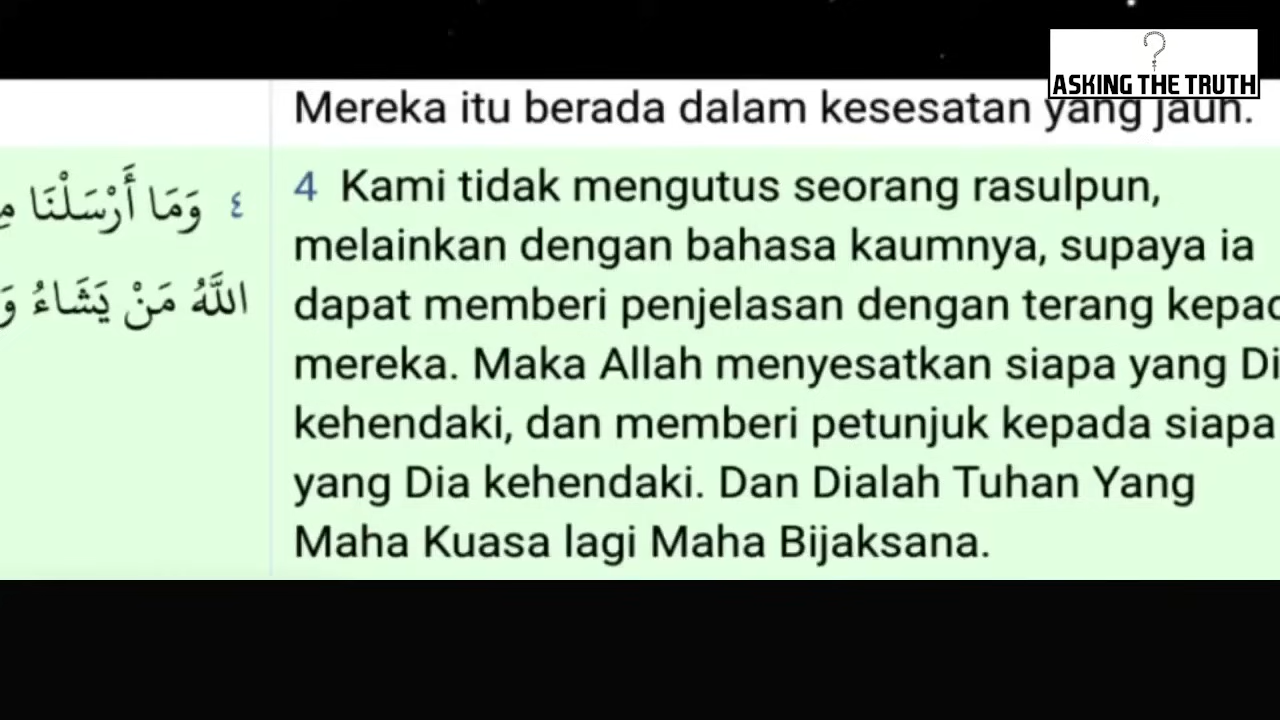 ASKING THE TRUTH
Mereka itu berada dalam kesesatan yang jauh.
4 Kami tidak mengutus seorang rasulpun,
melainkan dengan bahasa kaumnya, supaya ia
dapat memberi penjelasan dengan terang kepad
mereka. Maka Allah menyesatkan siapa yang Di
kehendaki, dan memberi petunjuk kepada siapa
yang Dia kehendaki. Dan Dialah Tuhan Yang
Maha Kuasa lagi Maha Bijaksana.
٤ وَمَا أَرْسَلْنَا
اللَّهُ مَنْ يَشَاءُ وَ